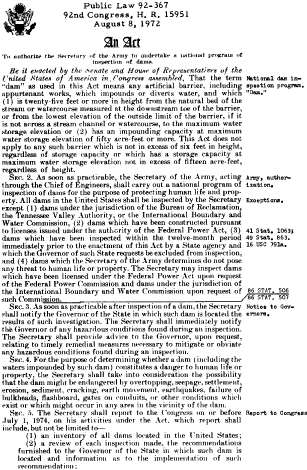 Public Law 92-367
92nd Congress, H. R. 15951
August 8, 1972
An Act
To authorize the Secretary of the Army to undertake a national program of
inspection of dams.
Be it enacted by the Senate and House of Representatives of the
United States of America in Congress assembled, That the term
"dam" as used in this Act means any artificial barrier, including
appurtenant works, which impounds or diverts water, and which
(1) is twenty-five feet or more in height from the natural bed of the
stream or watercourse measured at the downstream toe of the barrier,
or from the lowest elevation of the outside limit of the barrier, if it
is not across a stream channel or watercourse, to the maximum water
storage elevation or (2) has an impounding capacity at maximum
water storage elevation of fifty acre-feet or more. This Act does not
apply to any such barrier which is not in excess of six feet in height,
regardless of storage capacity or which has a storage capacity at
maximum water storage elevation not in excess of fifteen acre-feet,
regardless of height.
National dam in-
spection program.
"Dam."
SEC. 2. As soon as practicable, the Secretary of the Army, acting
through the Chief of Engineers, shall carry out a national program of
inspection of dams for the purpose of protecting human life and prop-
erty. All dams in the United States shall be inspected by the Secretary
except (1) dams under the jurisdiction of the Bureau of Reclamation,
the Tennessee Valley Authority, or the International Boundary and
Water Commission, (2) dams which have been constructed pursuant
to licenses issued under the authority of the Federal Power Act, (3)
dams which have been inspected within the twelve-month period
immediately prior to the enactment of this Act by a State agency and
which the Governor of such State requests be excluded from inspection,
and (4) dams which the Secretary of the Army determines do not pose
any threat to human life or property. The Secretary may inspect dams
which have been licensed under the Federal Power Act upon request
of the Federal Power Commission and dams under the jurisdiction of
the International Boundary and Water Commission upon request of
such Commission.
Army, author-
ization.
Exceptions.
41 Stat. 1063;
49 Stat. 863.
16 USC 791a.
86 STAT. 506
86 STAT. 507
SEC. 3. As soon as practicable after inspection of a dam, the Secretary
shall notify the Governor of the State in which such dam is located the
results of such investigation. The Secretary shall immediately notify
the Governor of any hazardous conditions found during an inspection.
The Secretary shall provide advice to the Governor, upon request,
relating to timely remedial measures necessary to mitigate or obviate
any hazardous conditions found during an inspection.
Notice to Gov-
ernors.
SEC. 4. For the purpose of determining whether a dam (including the
waters impounded by such dam) constitutes a danger to human life or
property, the Secretary shall take into consideration the possibility
that the dam might be endangered by overtopping, seepage, settlement,
erosion, sediment, cracking, earth movement, earthquakes, failure of
bulkheads, flashboard, gates on conduits, or other conditions which
exist or which might occur in any area in the vicinity of the dam.
SEC. 5. The Secretary shall report to the Congress on or before
July 1, 1974, on his activities under the Act, which report shall
include, but not be limited to—
Report to Congress
(1) an inventory of all dams located in the United States;
(2) a review of each inspection made, the recommendations
furnished to the Governor of the State in which such dam is
located and information as to the implementation of such
recommendation;